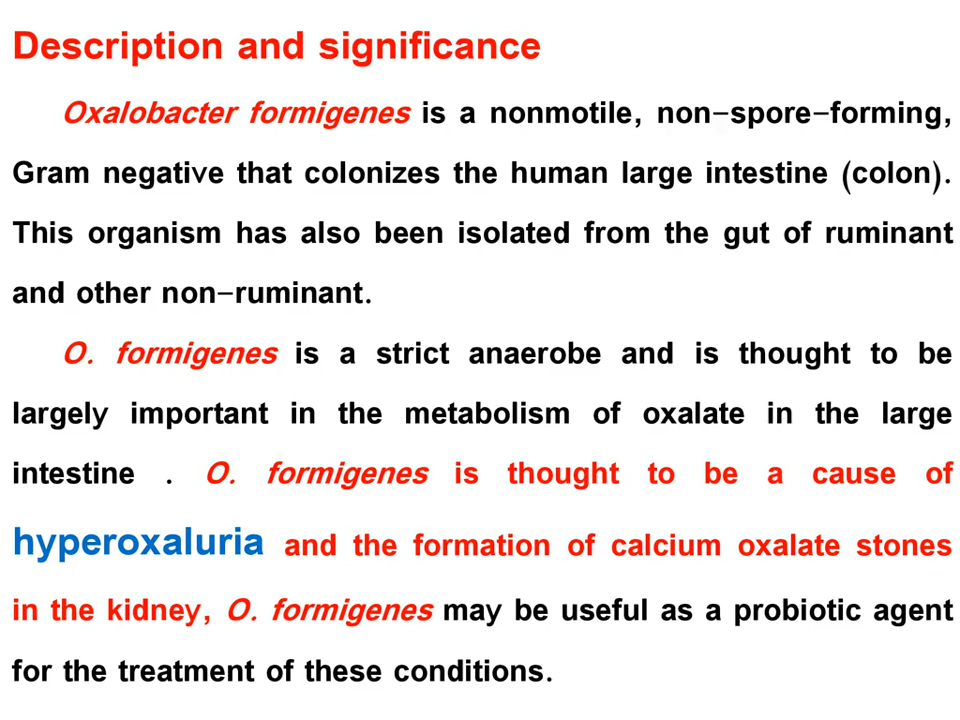 Description and significance
Oxalobacter formigenes is a nonmotile, non-spore-forming,
Gram negative that colonizes the human large intestine (colon).
This organism has also been isolated from the gut of ruminant
and other non-ruminant.
O. formigenes is a strict anaerobe and is thought to be
largely important in the metabolism of oxalate in the large
intestine . O. formigenes is thought to be a cause of
hyperoxaluria and the formation of calcium oxalate stones
in the kidney, O. formigenes may be useful as a probiotic agent
for the treatment of these conditions.